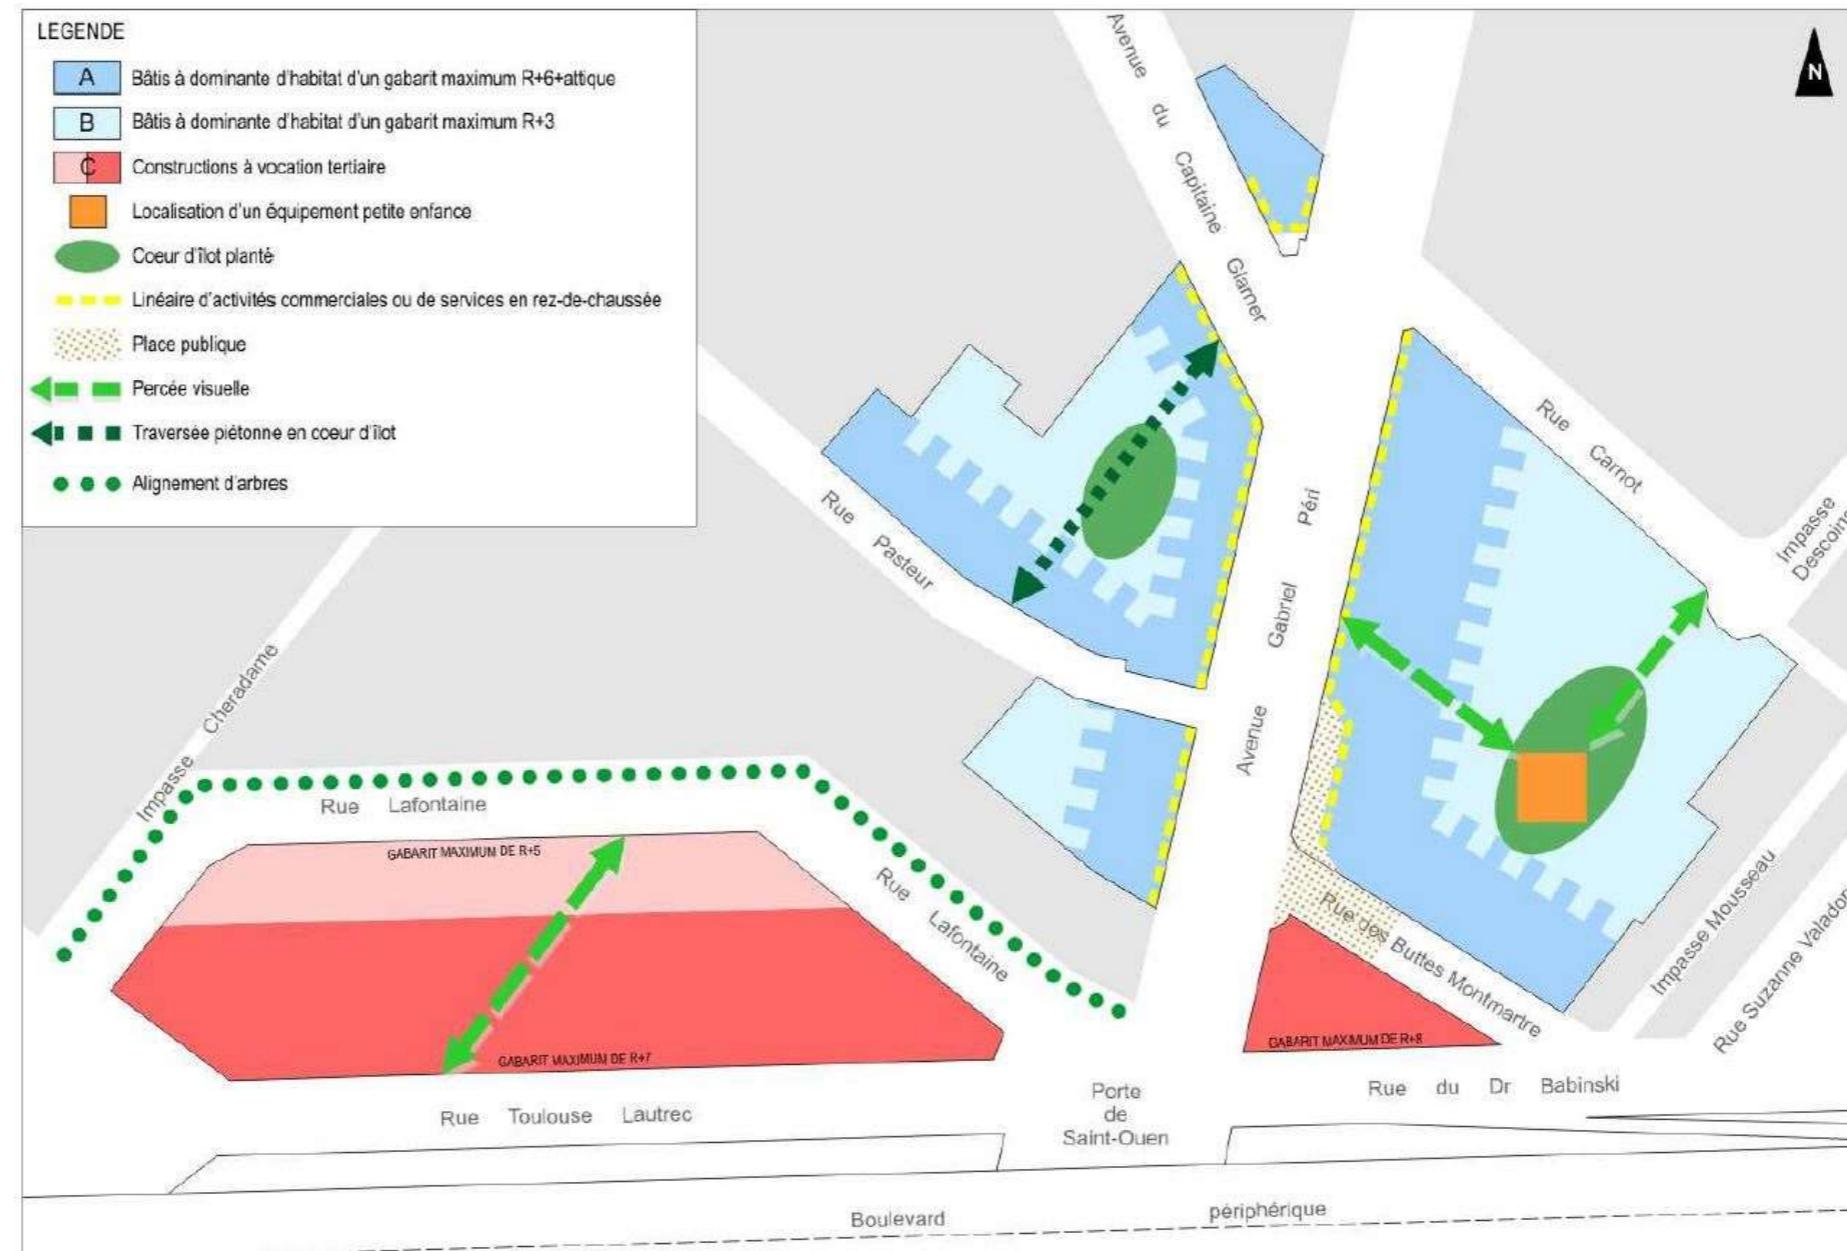 LEGENDE
A Bâtis à dominante d'habitat d'un gabarit maximum R+6+attique
B Bâtis à dominante d'habitat d'un gabarit maximum R+3
C Constructions à vocation tertiaire
Localisation d'un équipement petite enfance
Coeur d'îlot planté
Linéaire d'activités commerciales ou de services en rez-de-chaussée
Place publique
Percée visuelle
Traversée piétonne en coeur d'îlot
Alignement d'arbres
N
Avenue du Capitaine Glarner
Rue Carnot
Impasse
Descoins
Rue Pasteur
Avenue Gabriel Péri
Impasse Cheradame
Rue Lafontaine
GABARIT MAXIMUM DE R+5
Rue Lafontaine
GABARIT MAXIMUM DE R+7
Rue des Buttes Montmartre
GABARIT MAXIMUM DE R+8
Impasse Mousseau
Rue Suzanne Valadon
Rue Toulouse Lautrec
Porte
de
Saint-Ouen
Rue du Dr Babinski
Boulevard périphérique